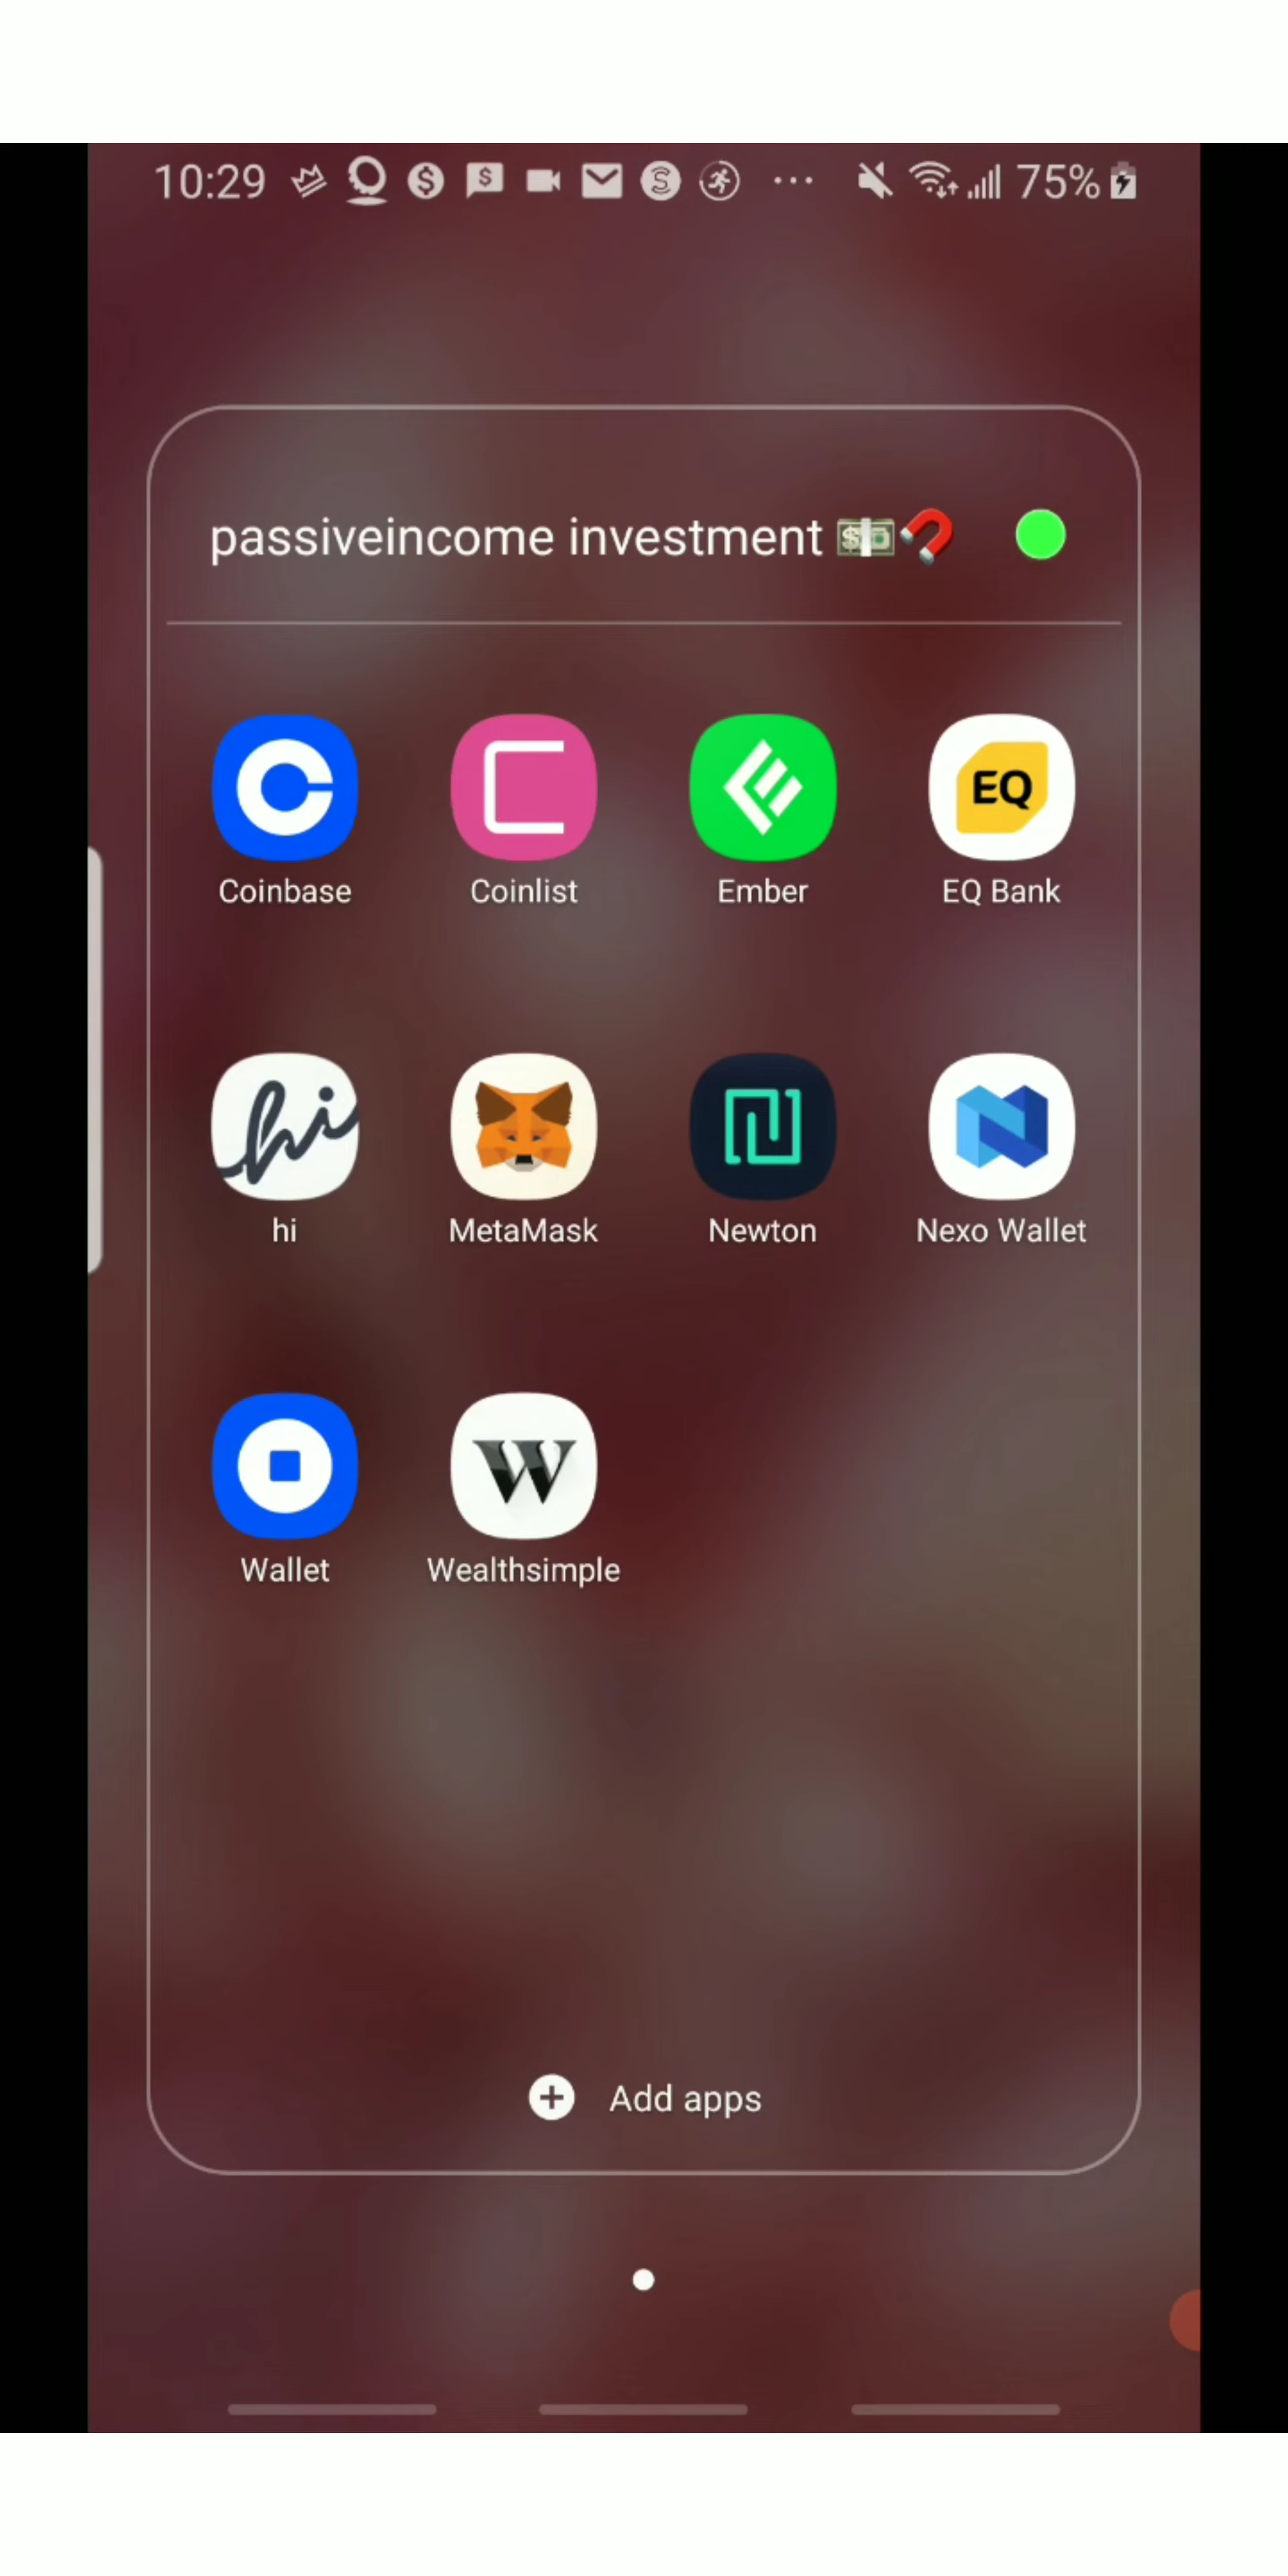 10:29 75%
passiveincome investment 💵🧲
Coinbase Coinlist Ember EQ Bank
EQ
hi
hi MetaMask Newton Nexo Wallet
W
Wallet Wealthsimple
Add apps